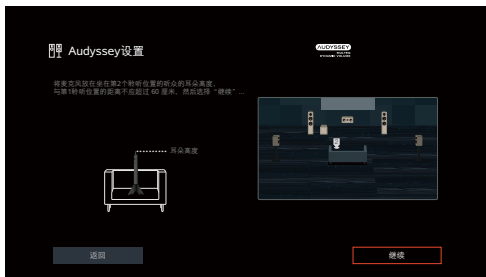 Audyssey设置
AUDYSSEY
MULTEQ
DYNAMIC VOLUME
将麦克风放在坐在第2个聆听位置的听众的耳朵高度，
与第1聆听位置的距离不应超过 60 厘米，然后选择“继续”...
耳朵高度
返回
继续